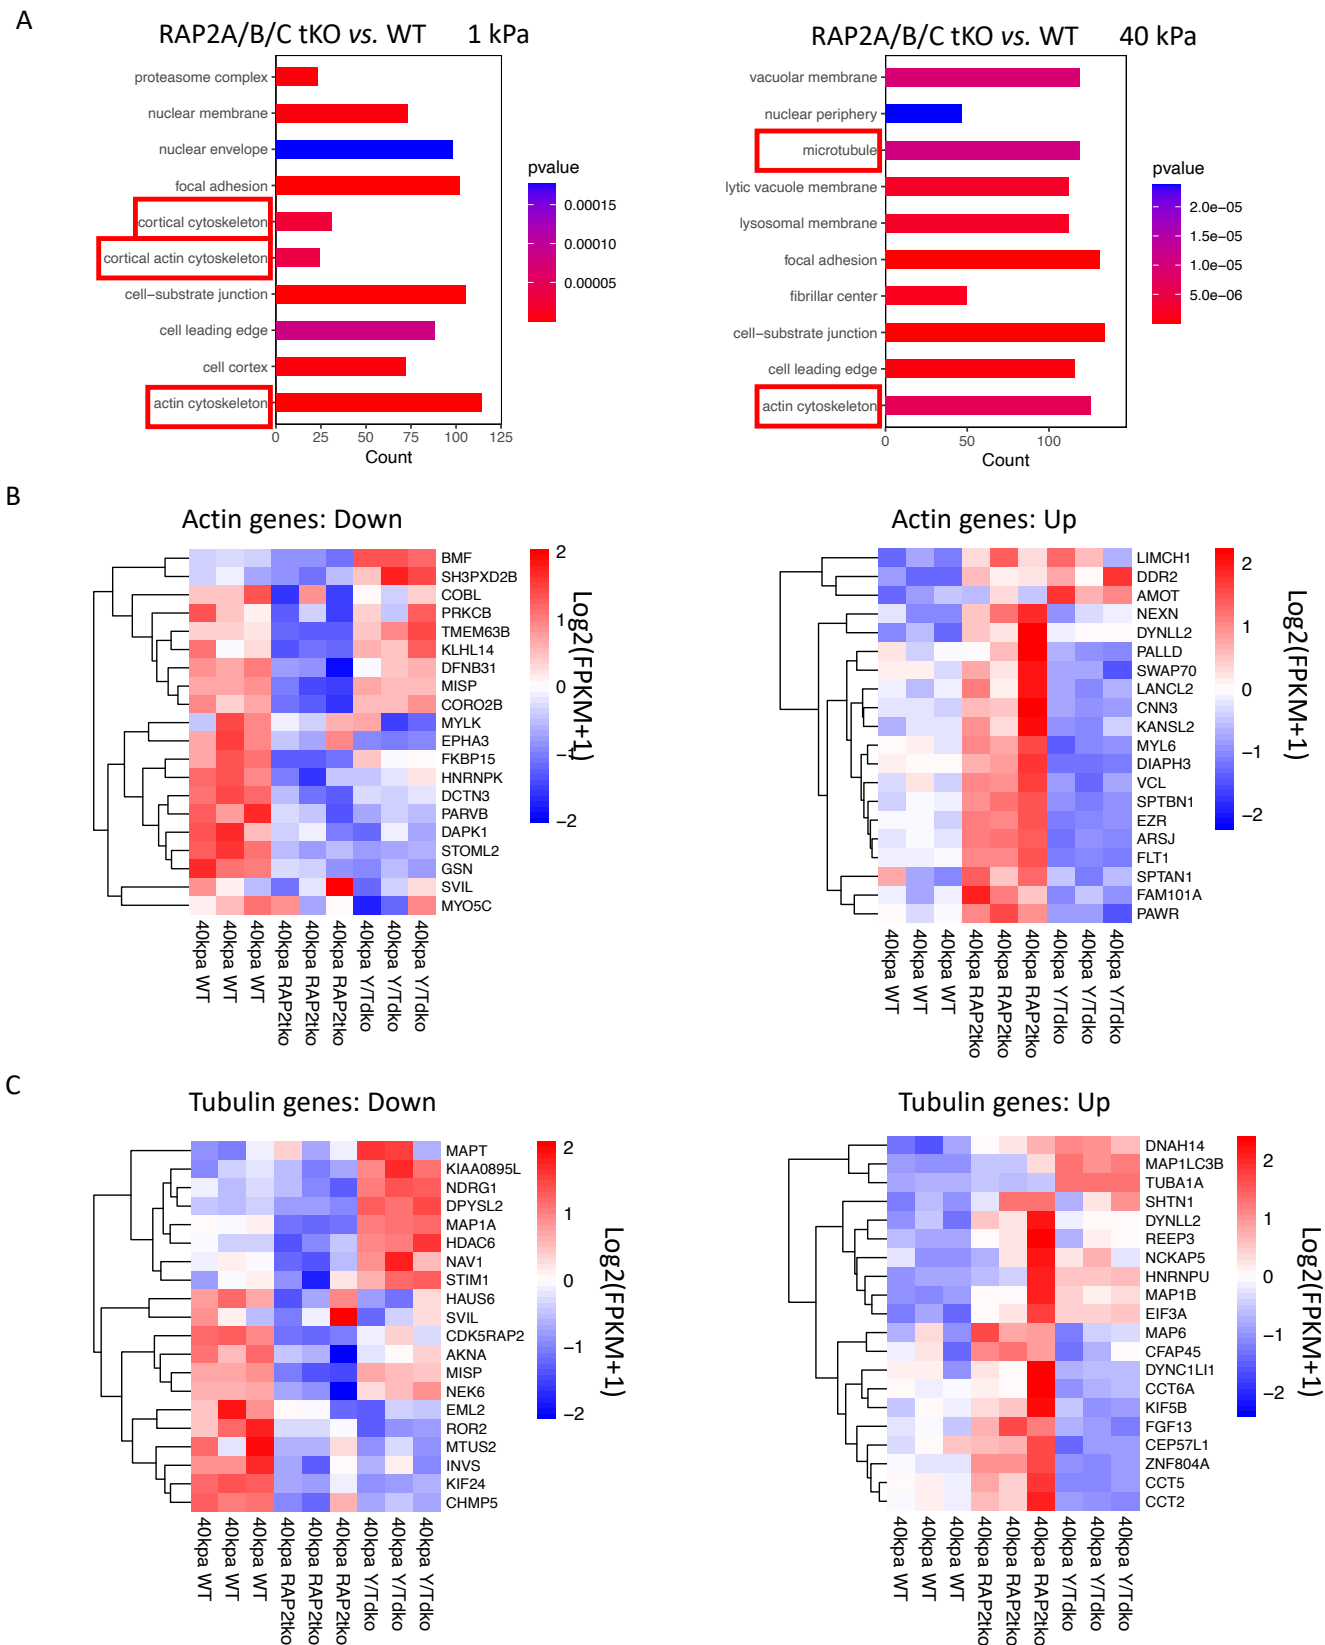 A
RAP2A/B/C tKO vs. WT 1 kPa
proteasome complex
nuclear membrane
nuclear envelope
focal adhesion
cortical cytoskeleton
cortical actin cytoskeleton
cell−substrate junction
cell leading edge
cell cortex
actin cytoskeleton
0 25 50 75 100 125
Count
pvalue
0.00015
0.00010
0.00005
RAP2A/B/C tKO vs. WT 40 kPa
vacuolar membrane
nuclear periphery
microtubule
lytic vacuole membrane
lysosomal membrane
focal adhesion
fibrillar center
cell−substrate junction
cell leading edge
actin cytoskeleton
0 50 100
Count
pvalue
2.0e−05
1.5e−05
1.0e−05
5.0e−06
B
Actin genes: Down
BMF
SH3PXD2B
COBL
PRKCB
TMEM63B
KLHL14
DFNB31
MISP
CORO2B
MYLK
EPHA3
FKBP15
HNRNPK
DCTN3
PARVB
DAPK1
STOML2
GSN
SVIL
MYO5C
40kpa WT
40kpa WT
40kpa WT
40kpa RAP2tko
40kpa RAP2tko
40kpa RAP2tko
40kpa Y/Tdko
40kpa Y/Tdko
40kpa Y/Tdko
2
1
0
−1
−2
Log2(FPKM+1)
Actin genes: Up
LIMCH1
DDR2
AMOT
NEXN
DYNLL2
PALLD
SWAP70
LANCL2
CNN3
KANSL2
MYL6
DIAPH3
VCL
SPTBN1
EZR
ARSJ
FLT1
SPTAN1
FAM101A
PAWR
40kpa WT
40kpa WT
40kpa WT
40kpa RAP2tko
40kpa RAP2tko
40kpa RAP2tko
40kpa Y/Tdko
40kpa Y/Tdko
40kpa Y/Tdko
2
1
0
−1
−2
Log2(FPKM+1)
C
Tubulin genes: Down
MAPT
KIAA0895L
NDRG1
DPYSL2
MAP1A
HDAC6
NAV1
STIM1
HAUS6
SVIL
CDK5RAP2
AKNA
MISP
NEK6
EML2
ROR2
MTUS2
INVS
KIF24
CHMP5
40kpa WT
40kpa WT
40kpa WT
40kpa RAP2tko
40kpa RAP2tko
40kpa RAP2tko
40kpa Y/Tdko
40kpa Y/Tdko
40kpa Y/Tdko
2
1
0
−1
−2
Log2(FPKM+1)
Tubulin genes: Up
DNAH14
MAP1LC3B
TUBA1A
SHTN1
DYNLL2
REEP3
NCKAP5
HNRNPU
MAP1B
EIF3A
MAP6
CFAP45
DYNC1LI1
CCT6A
KIF5B
FGF13
CEP57L1
ZNF804A
CCT5
CCT2
40kpa WT
40kpa WT
40kpa WT
40kpa RAP2tko
40kpa RAP2tko
40kpa RAP2tko
40kpa Y/Tdko
40kpa Y/Tdko
40kpa Y/Tdko
2
1
0
−1
−2
Log2(FPKM+1)